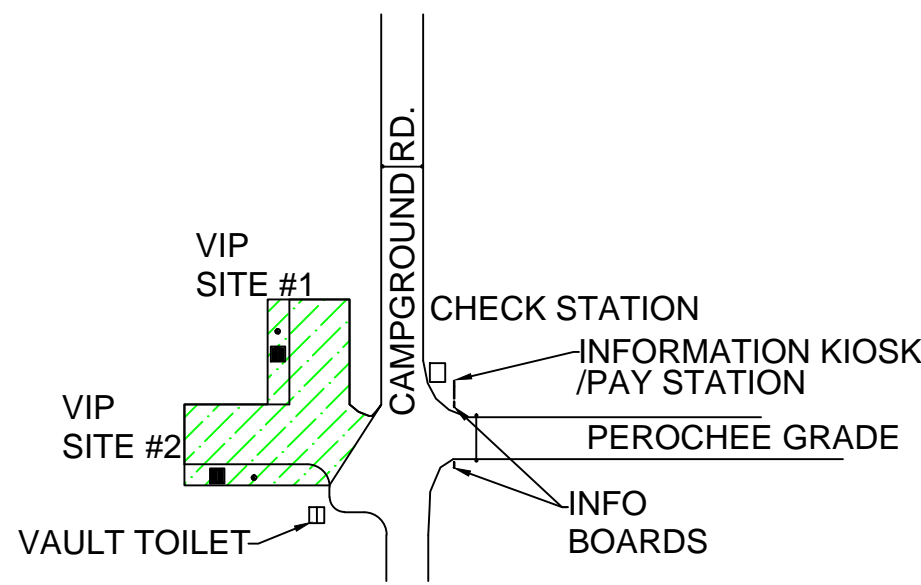 CAMPGROUND RD.
VIP
SITE #1
CHECK STATION
INFORMATION KIOSK
/PAY STATION
VIP
SITE #2
PEROCHEE GRADE
INFO
BOARDS
VAULT TOILET